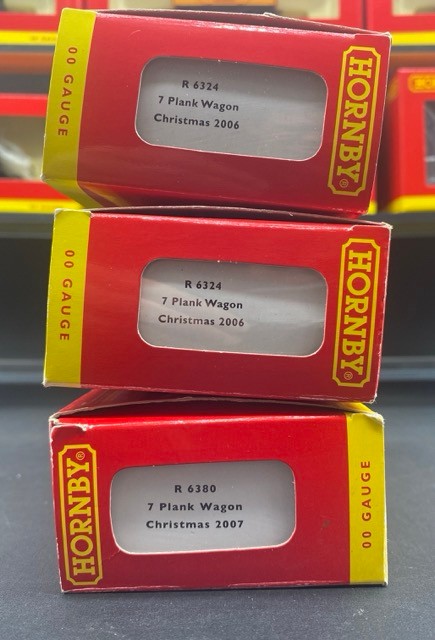 00 GAUGE
R 6324
7 Plank Wagon
Christmas 2006
HORNBY®
00 GAUGE
R 6324
7 Plank Wagon
Christmas 2006
HORNBY®
HORNBY®
R 6380
7 Plank Wagon
Christmas 2007
00 GAUGE